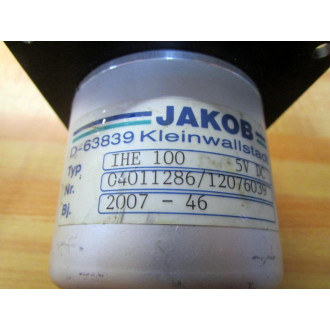 JAKOB
D-63839 Kleinwallstadt
Typ. IHE 100 5V DC
Nr. 04011286/12076039
Bj. 2007 - 46